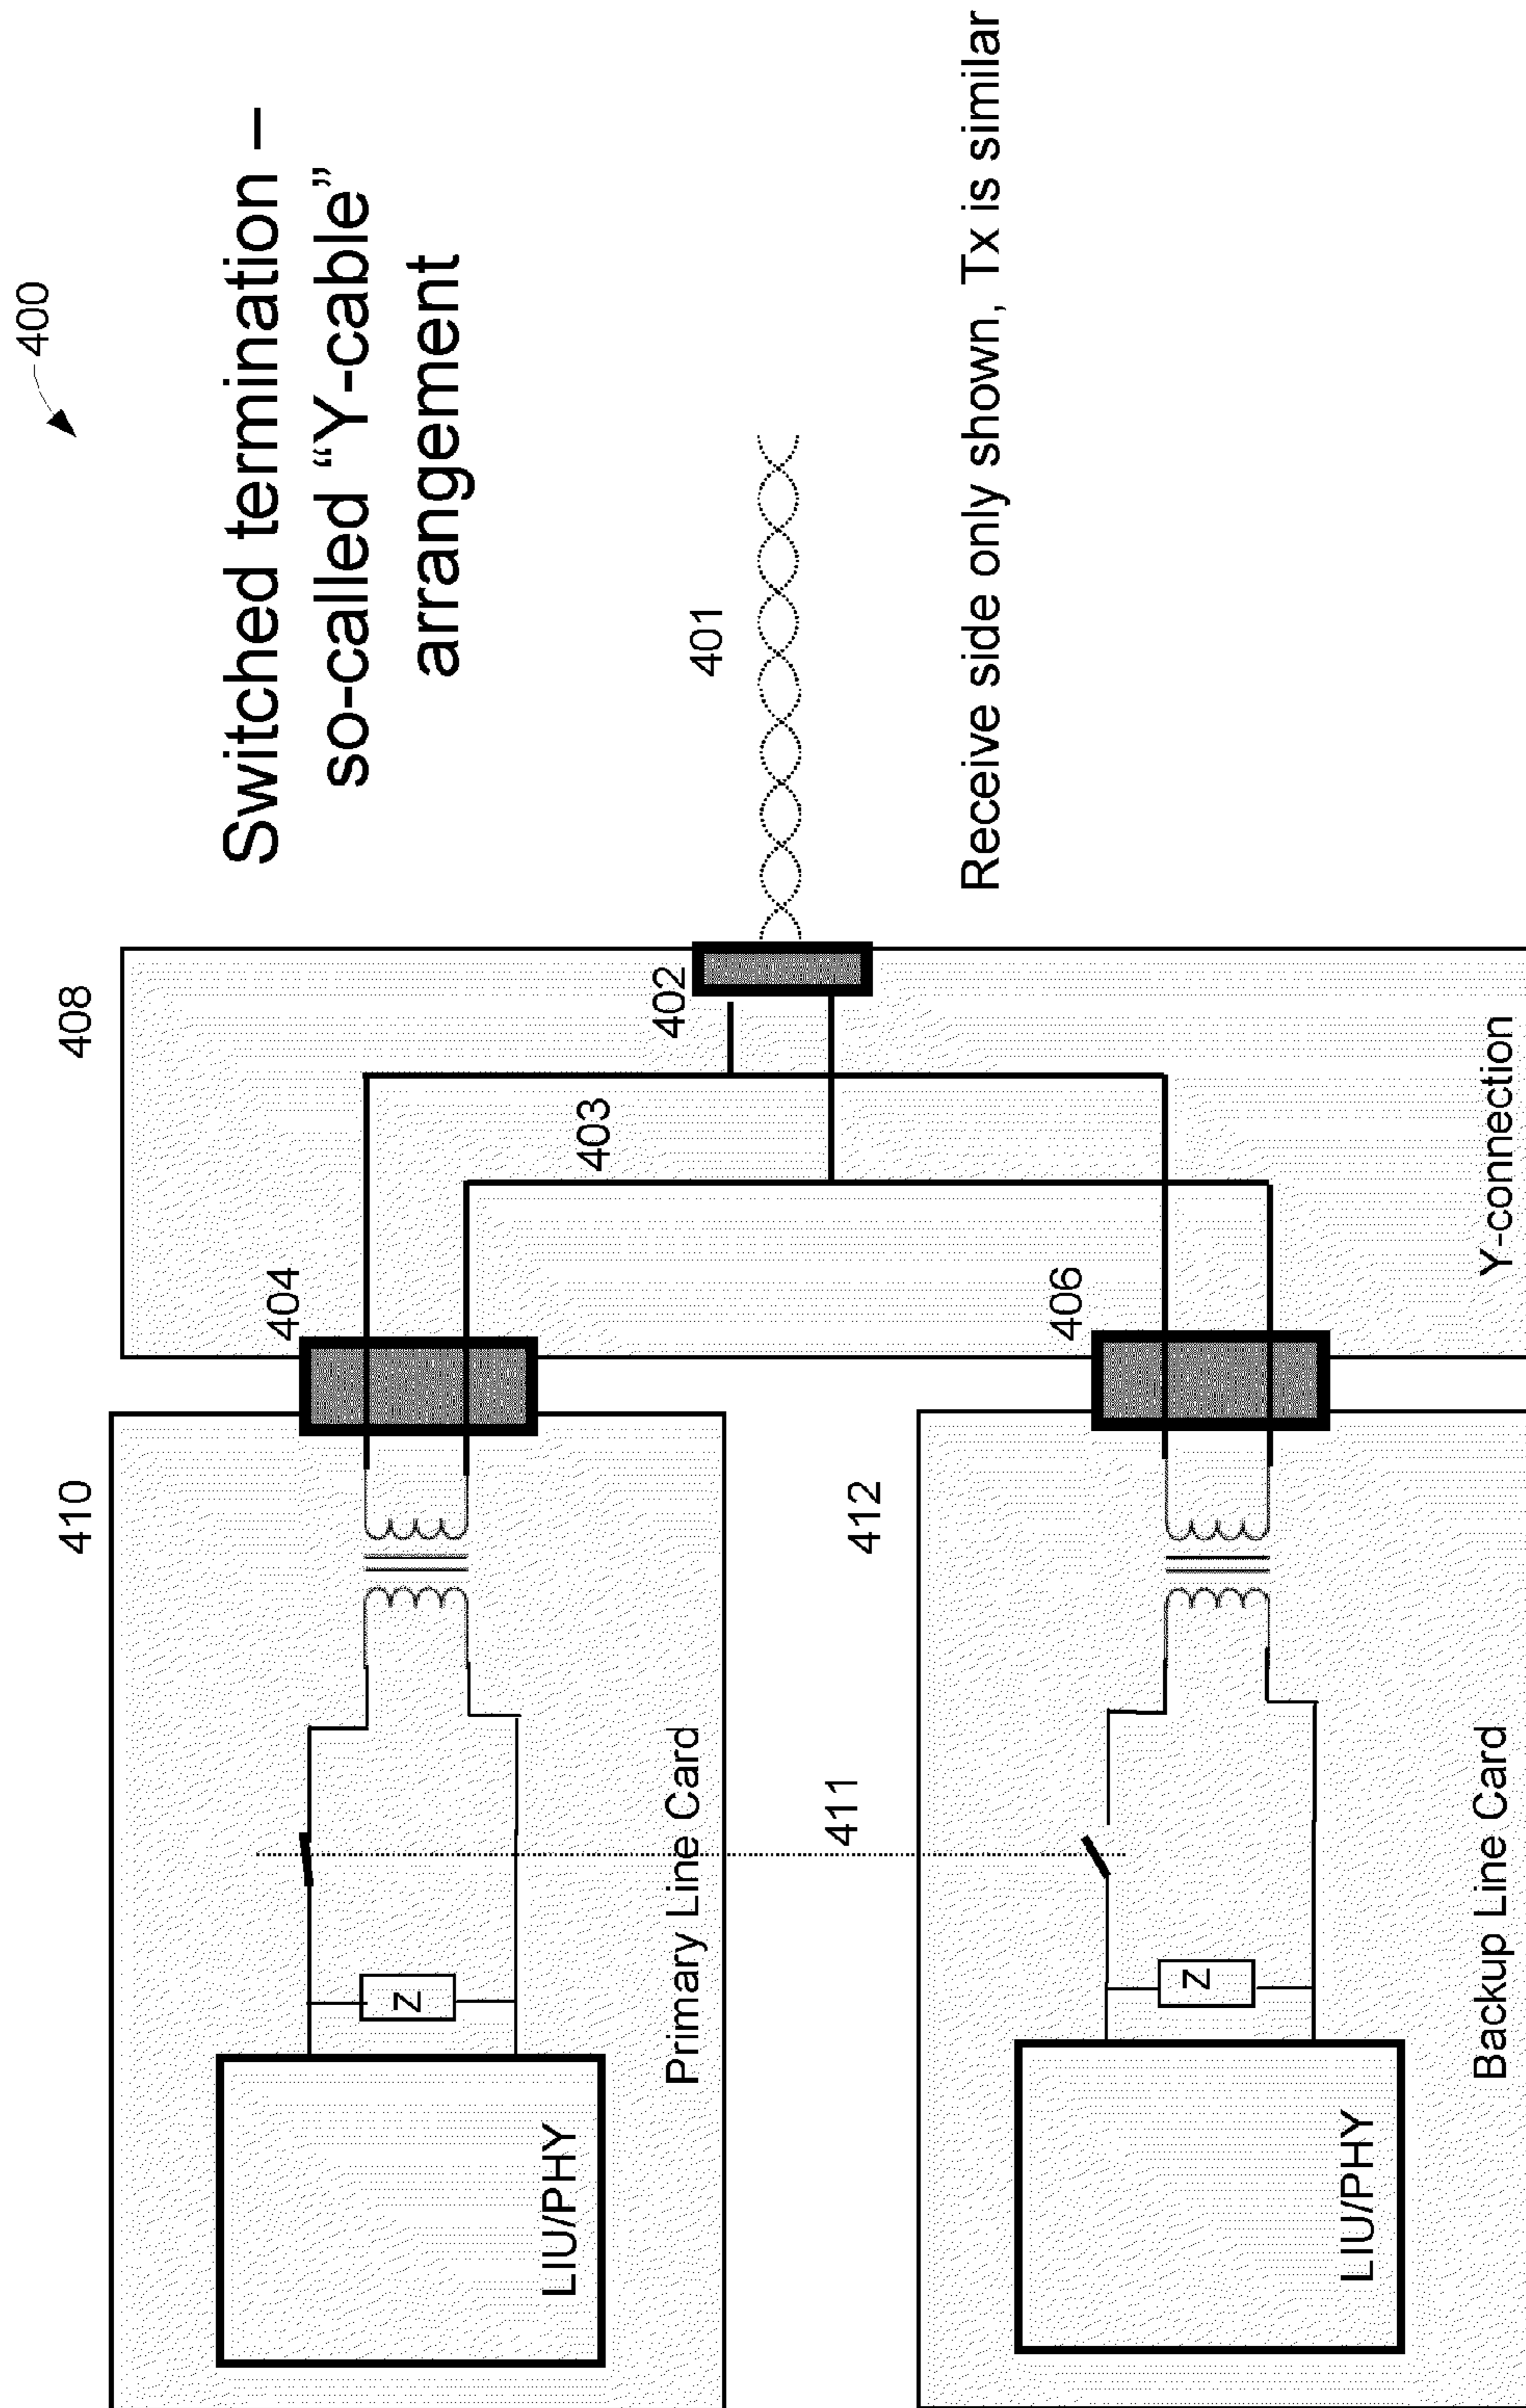 400
Switched termination –
so-called “Y-cable”
arrangement
408
410
404
402
401
403
Primary Line Card
Z
LIU/PHY
Receive side only shown, Tx is similar
411
412
406
Y-connection
Z
LIU/PHY
Backup Line Card